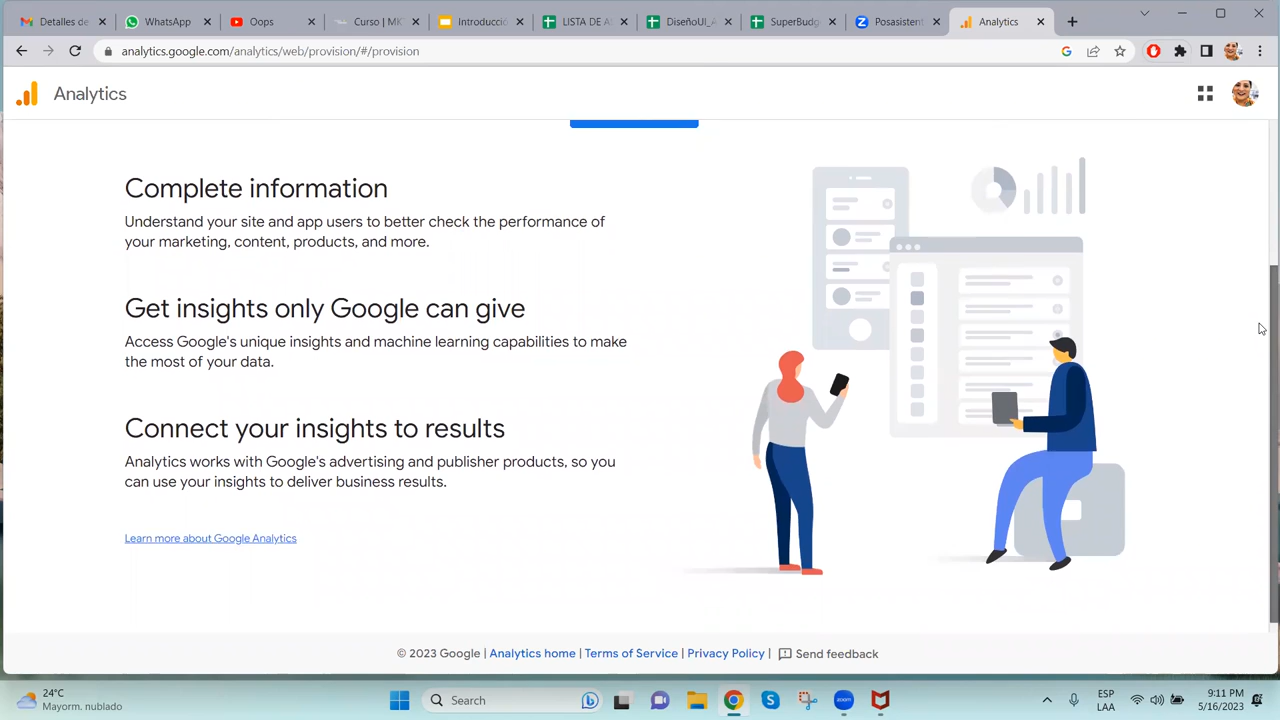 Detalles de
WhatsApp
Oops
Curso | MK
Introducció
LISTA DE AS
DiseñoUI_A
SuperBudg
Posasistent
Analytics
analytics.google.com/analytics/web/provision/#/provision
Analytics
Complete information
Understand your site and app users to better check the performance of
your marketing, content, products, and more.
Get insights only Google can give
Access Google's unique insights and machine learning capabilities to make
the most of your data.
Connect your insights to results
Analytics works with Google's advertising and publisher products, so you
can use your insights to deliver business results.
Learn more about Google Analytics
© 2023 Google | Analytics home | Terms of Service | Privacy Policy | Send feedback
24°C
Mayorm. nublado
Search
zoom
ESP
LAA
9:11 PM
5/16/2023